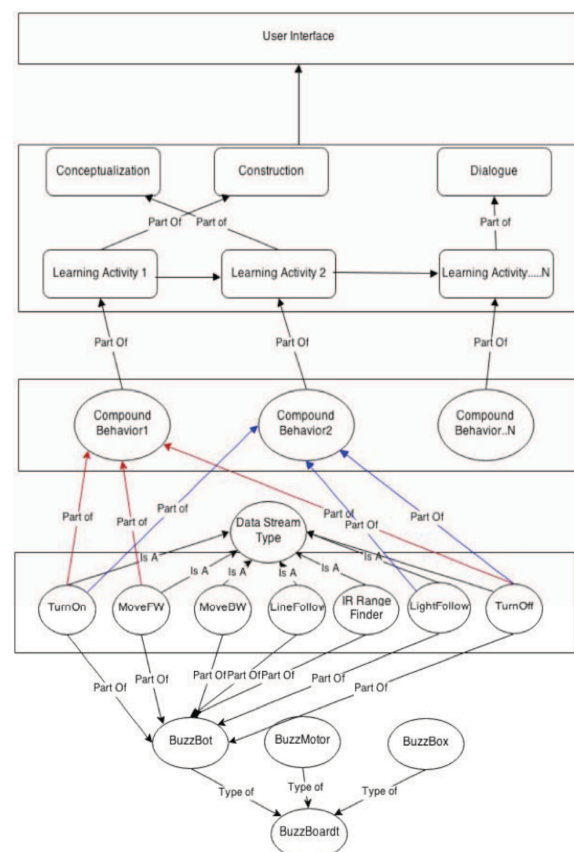 User Interface
Conceptualization
Construction
Dialogue
Part Of
Part of
Part of
Learning Activity 1
Learning Activity 2
Learning Activity.....N
Part Of
Part Of
Part Of
Compound
Behavior1
Compound
Behavior2
Compound
Behavior..N
Part of
Part of
Part of
Data Stream
Type
Part Of
Part Of
Part of
Is A
Is A
Is A
Is A
Is A
Is A
TurnOn
MoveFW
MoveBW
LineFollow
IR Range
Finder
LightFollow
TurnOff
Part Of
Part Of
Part Of
Part Of
Part Of
Part Of
Part Of
BuzzBot
BuzzMotor
BuzzBox
Type of
Type of
Type of
BuzzBoardt